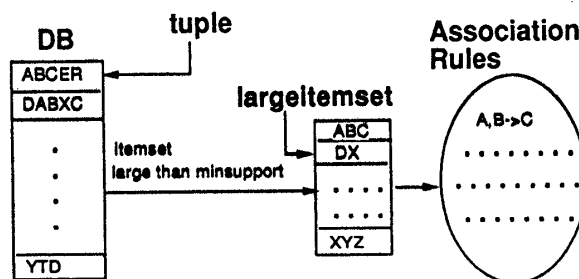 tuple
DB
Association
Rules
ABCER
DABXC
largeitemset
ABC
A,B->C
DX
itemset
large than minsupport
XYZ
YTD